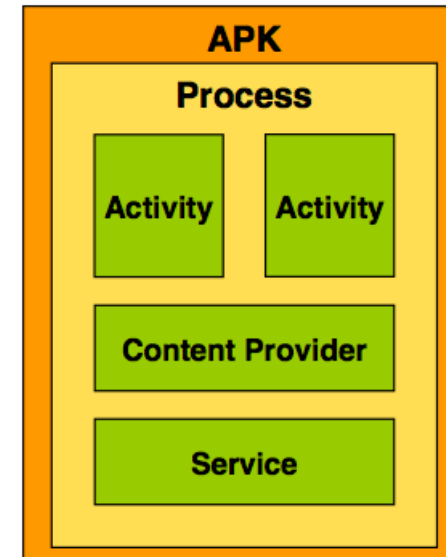 APK
Process
Activity Activity
Content Provider
Service